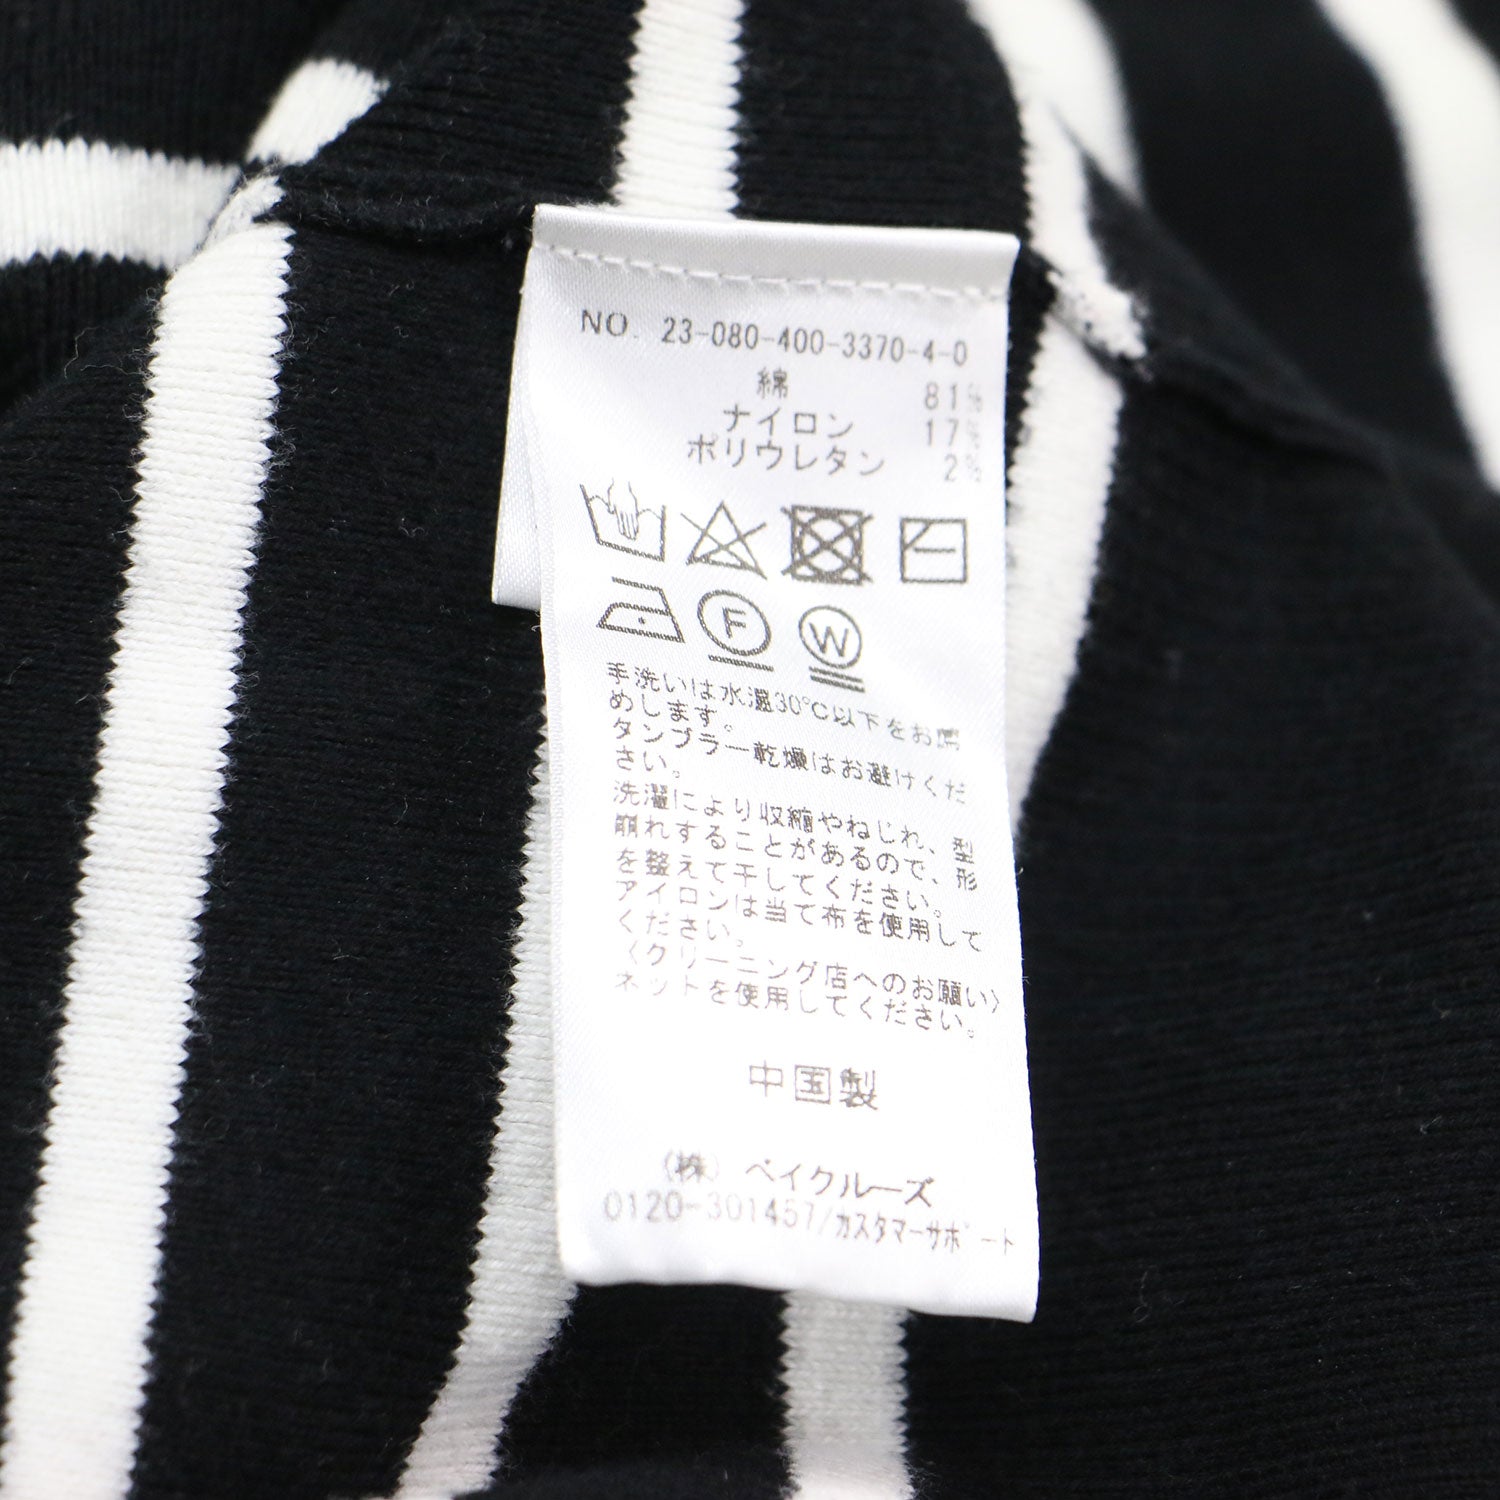 NO. 23-080-400-3370-4-0
綿 81%
ナイロン 17%
ポリウレタン 2%
F
W
手洗いは水温30℃以下をお薦
めします。
タンブラー乾燥はお避けくだ
さい。
洗濯により収縮やねじれ、型
崩れすることがあるので、形
を整えて干してください。
アイロンは当て布を使用して
ください。
〈クリーニング店へのお願い〉
ネットを使用してください。
中国製
(株) ベイクルーズ
0120-301457/カスタマーサポート